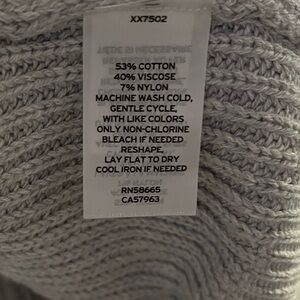 XX7502
53% COTTON
40% VISCOSE
7% NYLON
MACHINE WASH COLD,
GENTLE CYCLE,
WITH LIKE COLORS
ONLY NON-CHLORINE
BLEACH IF NEEDED
RESHAPE,
LAY FLAT TO DRY
COOL IRON IF NEEDED
RN58665
CA57963